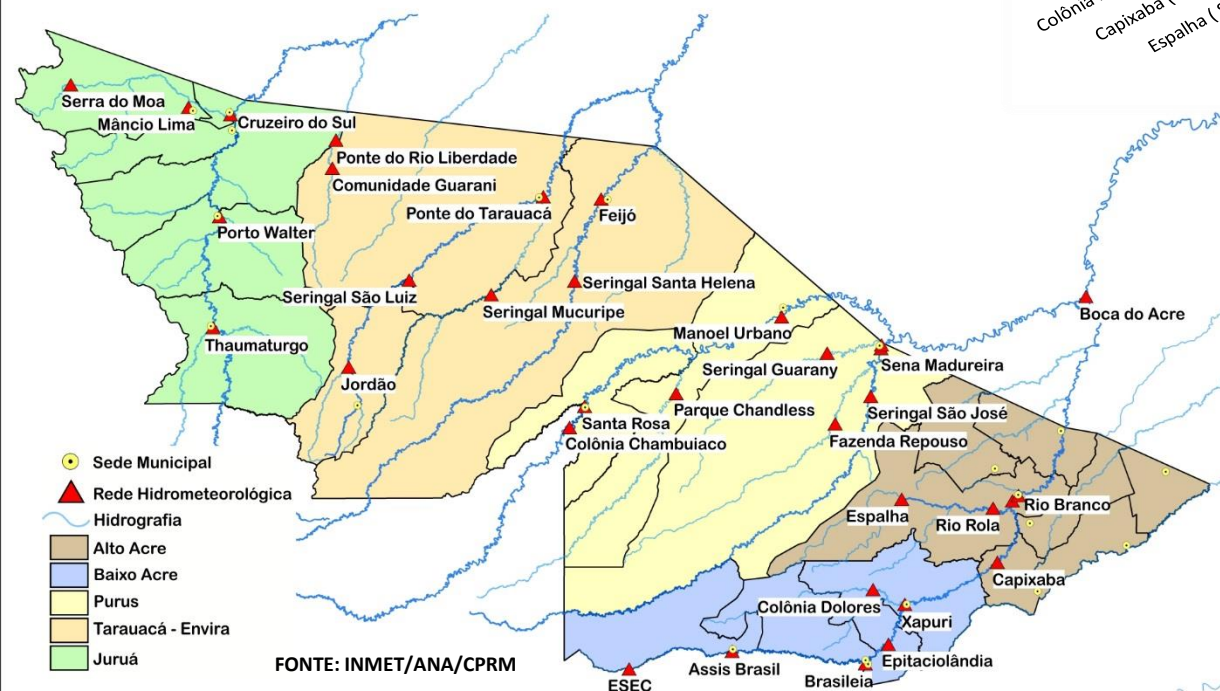 Colônia
Capixaba (
Espalha (
Serra do Moa
Mâncio Lima
Cruzeiro do Sul
Ponte do Rio Liberdade
Comunidade Guarani
Ponte do Tarauacá
Feijó
Porto Walter
Seringal São Luiz
Seringal Santa Helena
Seringal Mucuripe
Boca do Acre
Thaumaturgo
Manoel Urbano
Seringal Guarany
Sena Madureira
Jordão
Parque Chandless
Seringal São José
Santa Rosa
Colônia Chambuiaco
Fazenda Repouso
Sede Municipal
Rede Hidrometeorológica
Hidrografia
Alto Acre
Baixo Acre
Purus
Tarauacá - Envira
Juruá
Espalha
Rio Rola
Rio Branco
Capixaba
Colônia Dolores
Xapuri
Epitaciolândia
Assis Brasil
Brasileia
ESEC
FONTE: INMET/ANA/CPRM